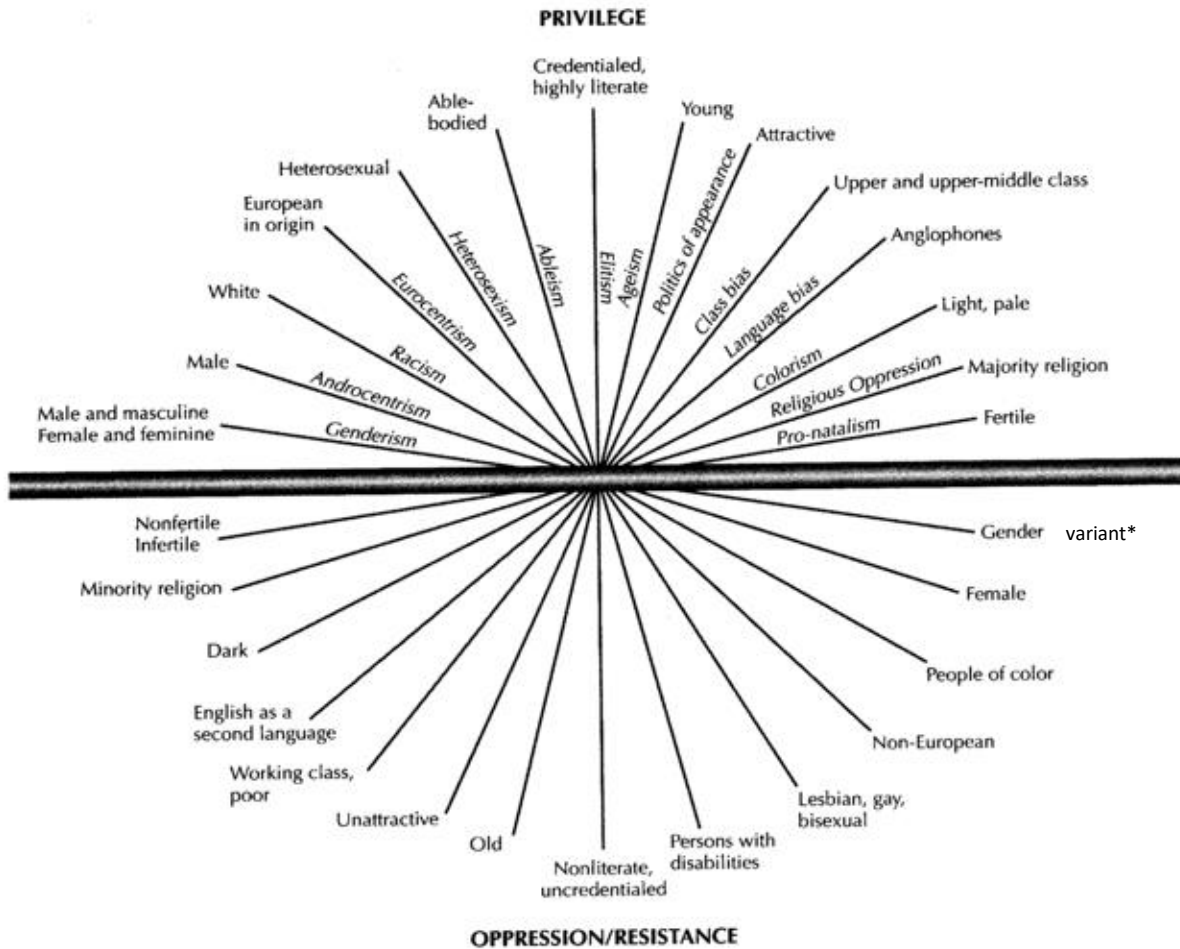 PRIVILEGE
Credentialed,
highly literate
Able-
bodied
Young
Attractive
Heterosexual
Upper and upper-middle class
European
in origin
Anglophones
White
Light, pale
Male
Majority religion
Male and masculine
Female and feminine
Fertile
Genderism
Androcentrism
Racism
Eurocentrism
Heterosexism
Ableism
Elitism
Ageism
Politics of appearance
Class bias
Language bias
Colorism
Religious Oppression
Pro-natalism
Nonfertile
Infertile
Gender variant*
Minority religion
Female
Dark
People of color
English as a
second language
Non-European
Working class,
poor
Lesbian, gay,
bisexual
Unattractive
Old
Persons with
disabilities
Nonliterate,
uncredentialed
OPPRESSION/RESISTANCE